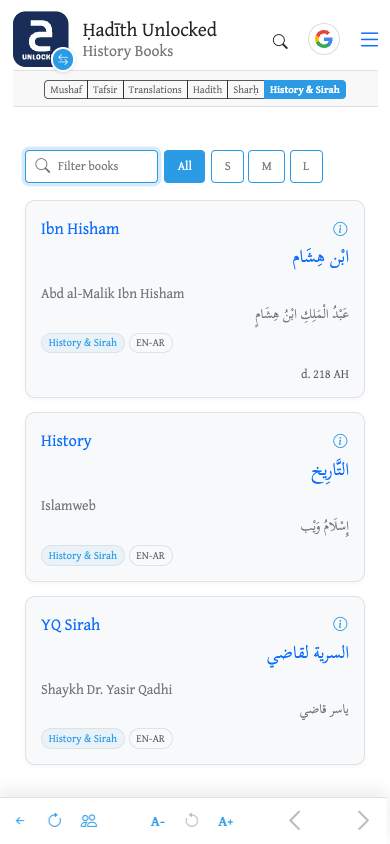 UNLOCK
Ḥadīth Unlocked
History Books
Mushaf Tafsir Translations Hadith Sharḥ History & Sirah
Filter books All S M L
Ibn Hisham
ابْن هِشَام
Abd al-Malik Ibn Hisham
عَبْدُ الْمَلِكِ ابْنُ هِشَامٍ
History & Sirah EN-AR
d. 218 AH
History
التَّارِيخ
Islamweb
إِسْلَامُ وَيْب
History & Sirah EN-AR
YQ Sirah
السرية لقاضي
Shaykh Dr. Yasir Qadhi
ياسر قاضي
History & Sirah EN-AR
A- A+